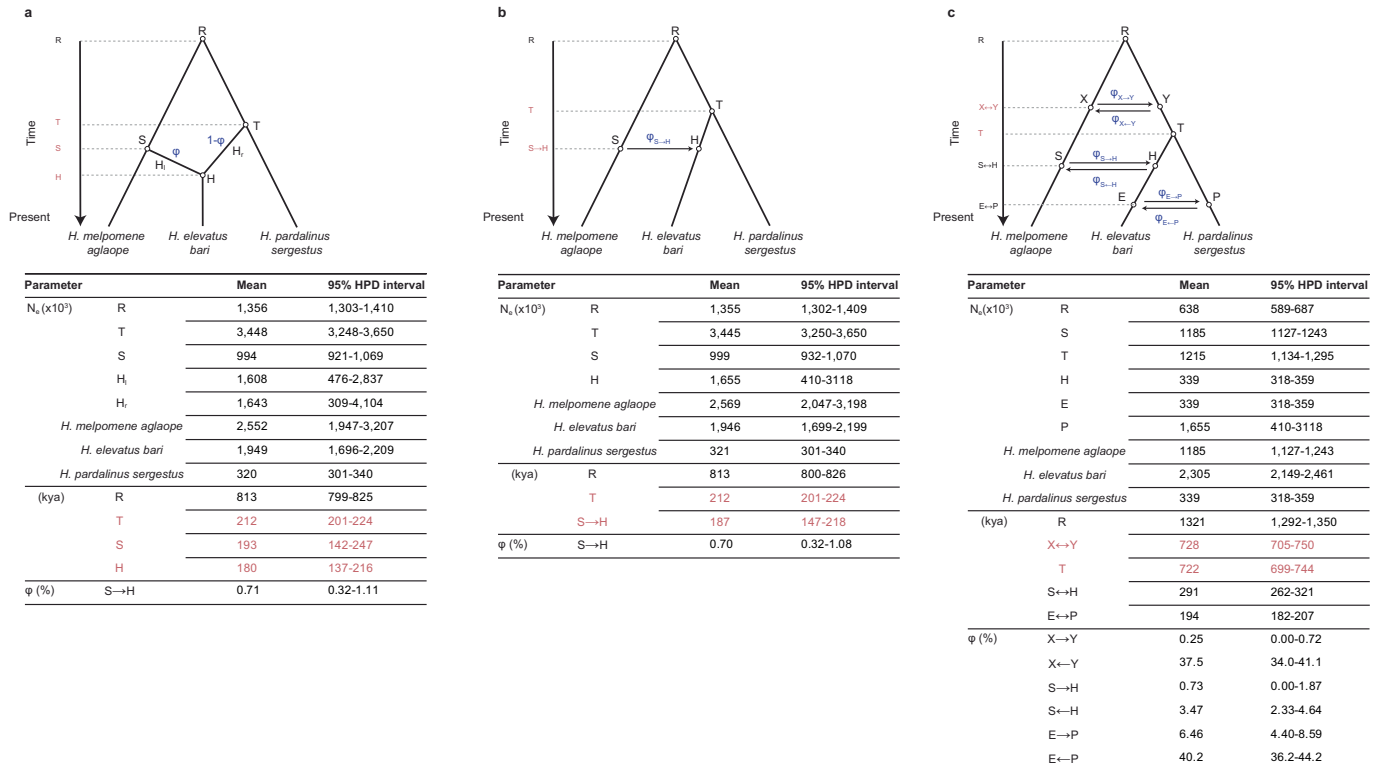 a
R
R
T
T
S
S
H
H
φ
1-φ
Hₗ
Hᵣ
Time
Present
H. melpomene
aglaope
H. elevatus
bari
H. pardalinus
sergestus
Parameter Mean 95% HPD interval
Nₑ (x10³) R 1,356 1,303-1,410
T 3,448 3,248-3,650
S 994 921-1,069
Hₗ 1,608 476-2,837
Hᵣ 1,643 309-4,104
H. melpomene aglaope 2,552 1,947-3,207
H. elevatus bari 1,949 1,696-2,209
H. pardalinus sergestus 320 301-340
(kya) R 813 799-825
T 212 201-224
S 193 142-247
H 180 137-216
φ (%) S→H 0.71 0.32-1.11
b
R
R
T
T
S→H
S
φS→H
H
Time
Present
H. melpomene
aglaope
H. elevatus
bari
H. pardalinus
sergestus
Parameter Mean 95% HPD interval
Nₑ (x10³) R 1,355 1,302-1,409
T 3,445 3,250-3,650
S 999 932-1,070
H 1,655 410-3118
H. melpomene aglaope 2,569 2,047-3,198
H. elevatus bari 1,946 1,699-2,199
H. pardalinus sergestus 321 301-340
(kya) R 813 800-826
T 212 201-224
S→H 187 147-218
φ (%) S→H 0.70 0.32-1.08
c
R
R
X↔Y
X
φX→Y
φX←Y
Y
T
T
S↔H
S
φS→H
φS←H
H
E↔P
E
φE→P
φE←P
P
Time
Present
H. melpomene
aglaope
H. elevatus
bari
H. pardalinus
sergestus
Parameter Mean 95% HPD interval
Nₑ(x10³) R 638 589-687
S 1185 1127-1243
T 1215 1,134-1,295
H 339 318-359
E 339 318-359
P 1,655 410-3118
H. melpomene aglaope 1185 1,127-1,243
H. elevatus bari 2,305 2,149-2,461
H. pardalinus sergestus 339 318-359
(kya) R 1321 1,292-1,350
X↔Y 728 705-750
T 722 699-744
S↔H 291 262-321
E↔P 194 182-207
φ (%) X→Y 0.25 0.00-0.72
X←Y 37.5 34.0-41.1
S→H 0.73 0.00-1.87
S←H 3.47 2.33-4.64
E→P 6.46 4.40-8.59
E←P 40.2 36.2-44.2